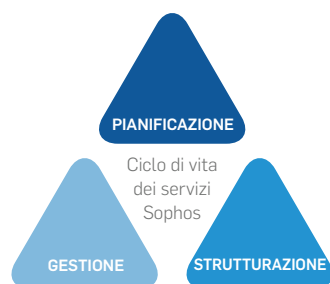 PIANIFICAZIONE
Ciclo di vita
dei servizi
Sophos
GESTIONE
STRUTTURAZIONE